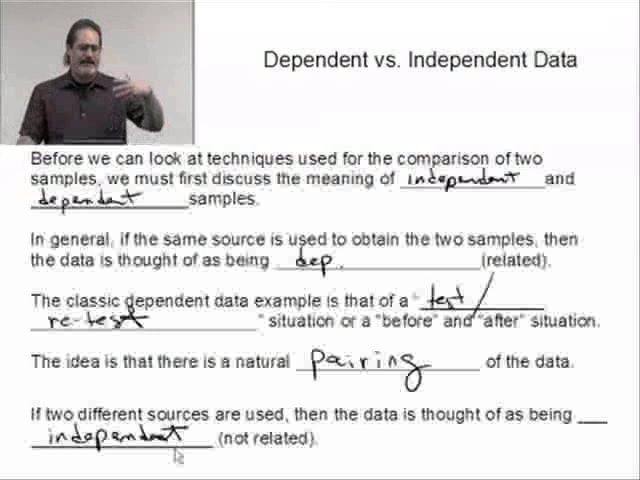 Dependent vs. Independent Data
Before we can look at techniques used for the comparison of two
samples, we must first discuss the meaning of independent and
dependent samples.
In general, if the same source is used to obtain the two samples, then
the data is thought of as being dep. (related).
The classic dependent data example is that of a "test/
re-test" situation or a "before" and "after" situation.
The idea is that there is a natural pairing of the data.
If two different sources are used, then the data is thought of as being
independent (not related).